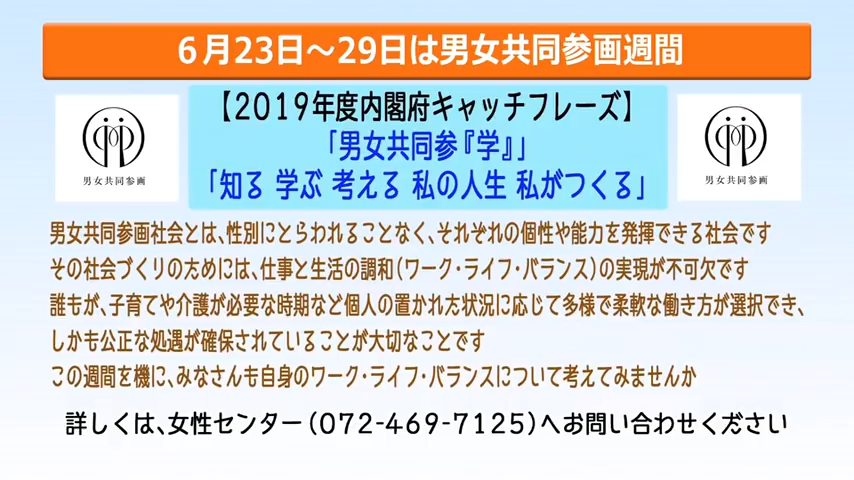 6月23日～29日は男女共同参画週間
【2019年度内閣府キャッチフレーズ】
「男女共同参『学』」
「知る 学ぶ 考える 私の人生 私がつくる」
男女共同参画
男女共同参画
男女共同参画社会とは、性別にとらわれることなく、それぞれの個性や能力を発揮できる社会です
その社会づくりのためには、仕事と生活の調和（ワーク・ライフ・バランス）の実現が不可欠です
誰もが、子育てや介護が必要な時期など個人の置かれた状況に応じて多様で柔軟な働き方が選択でき、
しかも公正な処遇が確保されていることが大切なことです
この週間を機に、みなさんも自身のワーク・ライフ・バランスについて考えてみませんか
詳しくは、女性センター（072-469-7125）へお問い合わせください